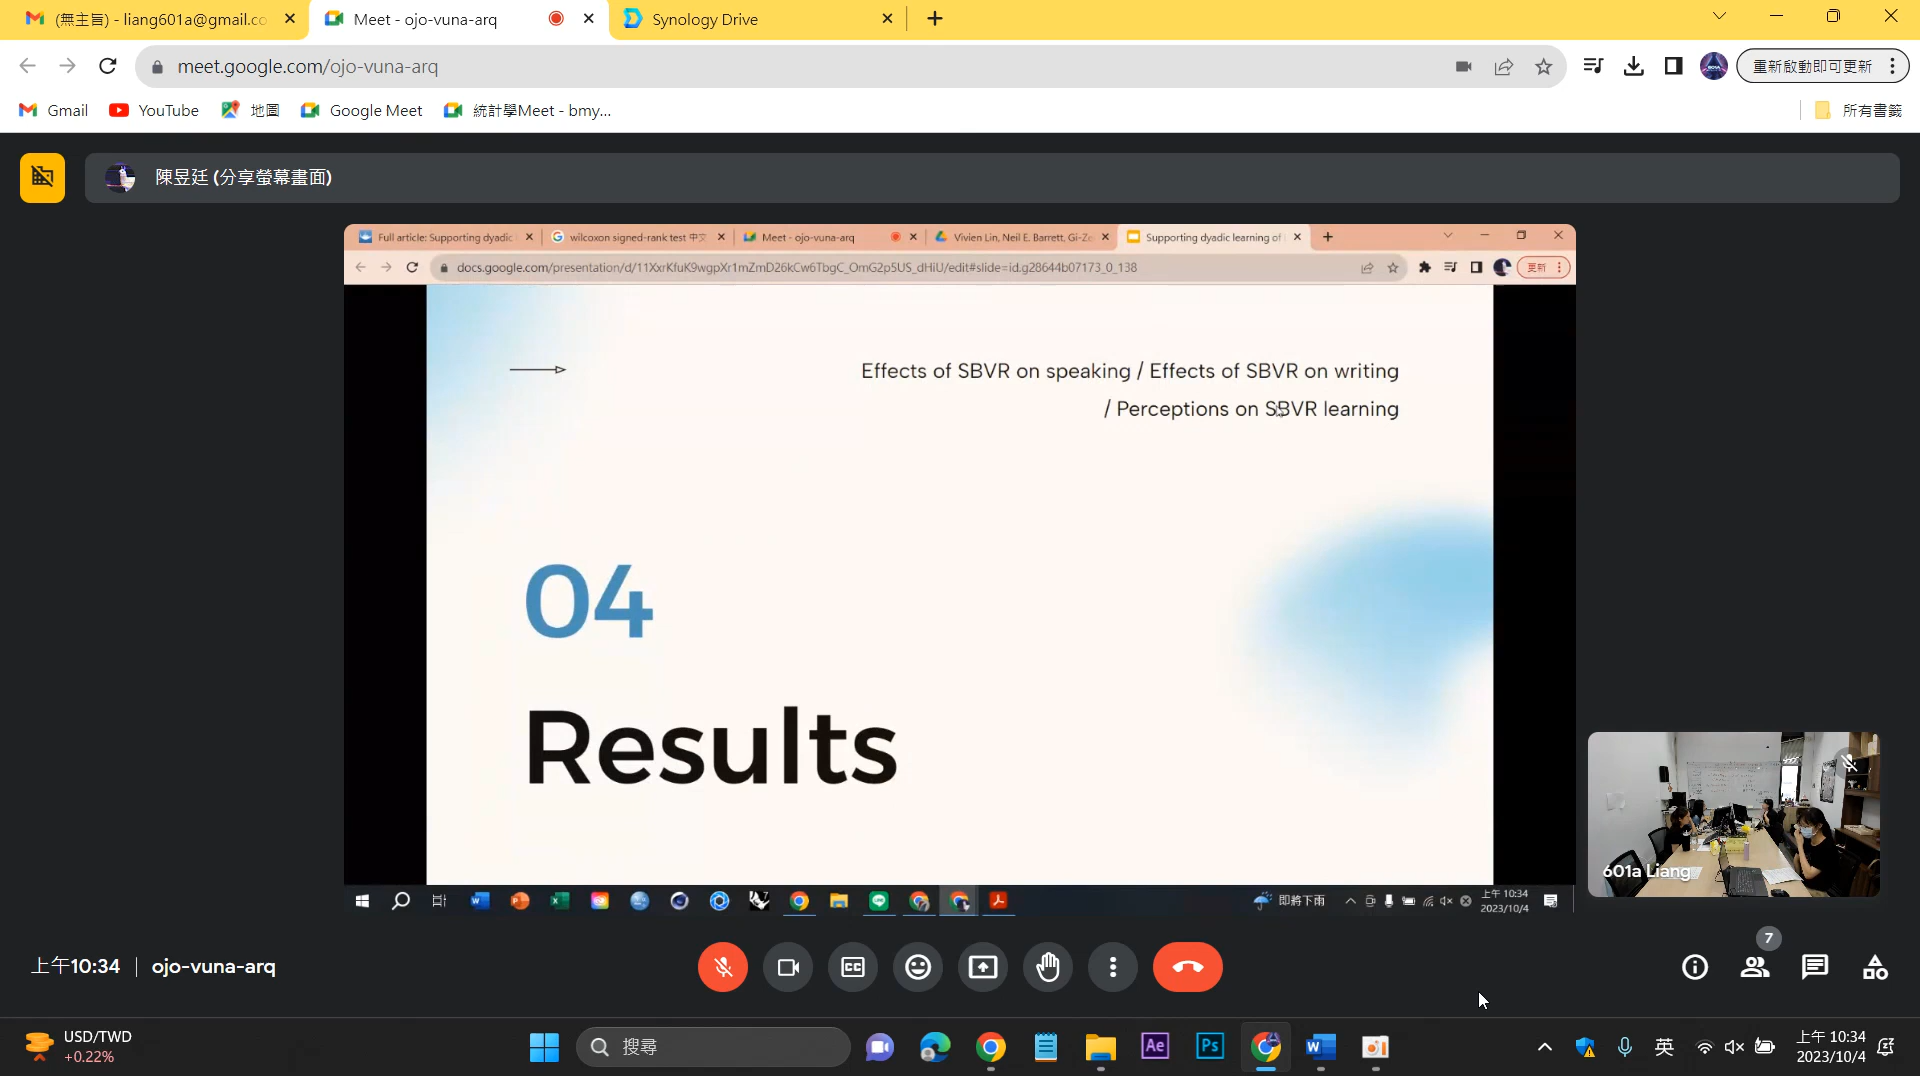 (無主旨) - liang601a@gmail.co
Meet - ojo-vuna-arq
Synology Drive
meet.google.com/ojo-vuna-arq
重新啟動即可更新
Gmail
YouTube
地圖
Google Meet
統計學Meet - bmy...
所有書籤
陳昱廷 (分享螢幕畫面)
Full article: Supporting dyadic
wilcoxon signed-rank test 中文
Meet - ojo-vuna-arq
Vivien Lin, Neil E. Barrett, Gi-Ze
Supporting dyadic learning of
docs.google.com/presentation/d/11XxrKfuK9wgpXr1mZmD26kCw6TbgC_OmG2p5US_dHiU/edit#slide=id.g28644b07173_0_138
更新
Effects of SBVR on speaking / Effects of SBVR on writing
/ Perceptions on SBVR learning
04
Results
即將下雨
上午 10:34
2023/10/4
601a Liang
上午10:34
ojo-vuna-arq
7
USD/TWD
+0.22%
搜尋
Ae
Ps
英
上午 10:34
2023/10/4